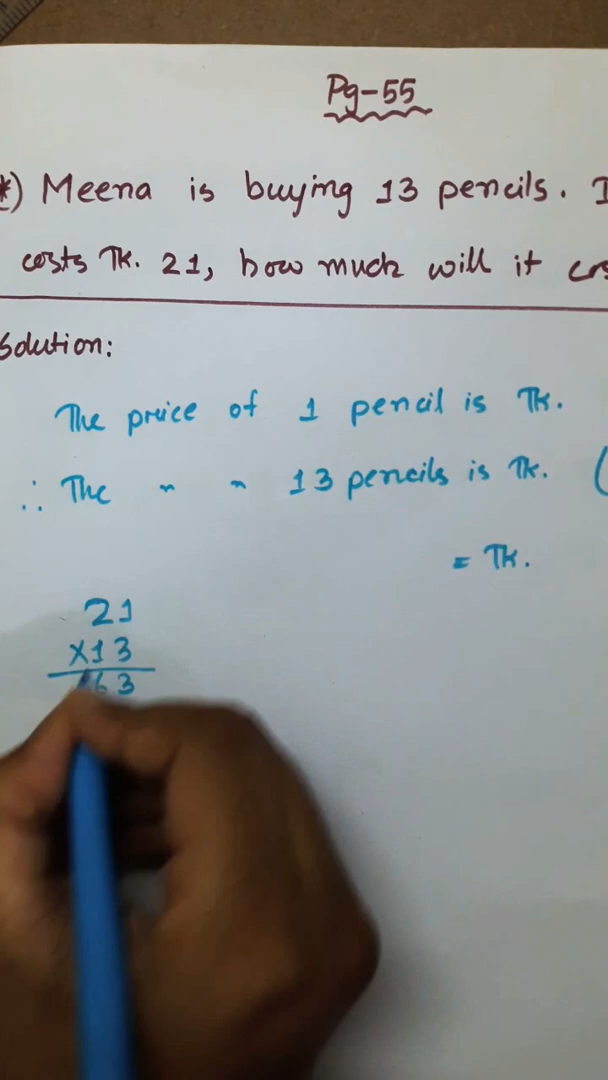 Pg-55
*) Meena is buying 13 pencils.
costs Tk. 21, how much will it
Solution:
The price of 1 pencil is Tk.
∴ The " " 13 pencils is Tk. (
= Tk.
21
×13
63